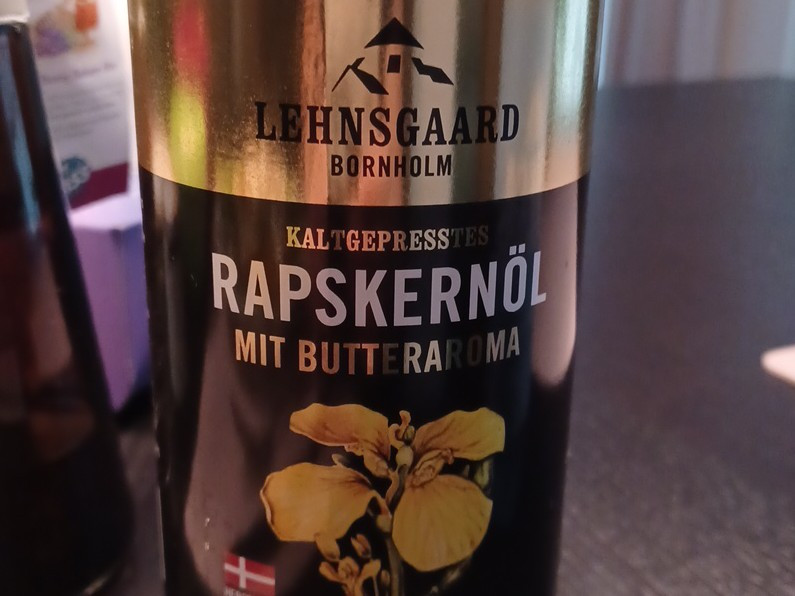 LEHNSGAARD
BORNHOLM
KALTGEPRESSTES
RAPSKERNÖL
MIT BUTTERAROMA